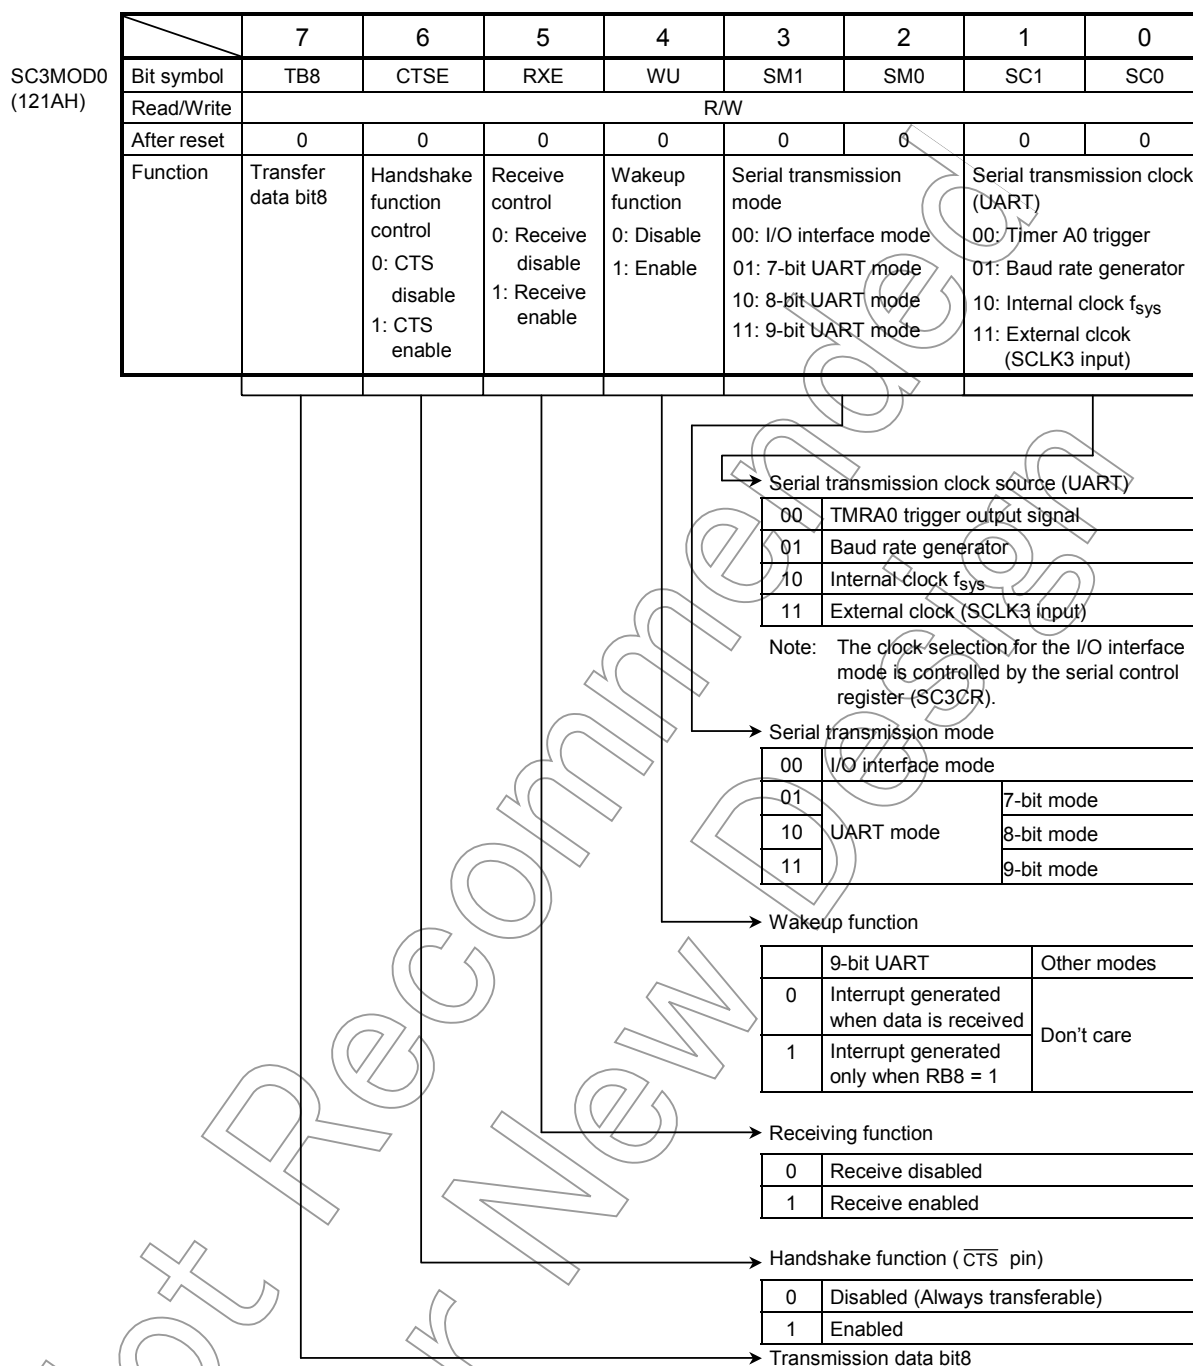 7 6 5 4 3 2 1 0
SC3MOD0 Bit symbol TB8 CTSE RXE WU SM1 SM0 SC1 SC0
(121AH) Read/Write R/W
After reset 0 0 0 0 0 0 0 0
Function
Transfer
data bit8
Handshake
function
control
0: CTS
disable
1: CTS
enable
Receive
control
0: Receive
disable
1: Receive
enable
Wakeup
function
0: Disable
1: Enable
Serial transmission
mode
00: I/O interface mode
01: 7-bit UART mode
10: 8-bit UART mode
11: 9-bit UART mode
Serial transmission clock
(UART)
00: Timer A0 trigger
01: Baud rate generator
10: Internal clock fsys
11: External clcok
(SCLK3 input)
Serial transmission clock source (UART)
00 TMRA0 trigger output signal
01 Baud rate generator
10 Internal clock fsys
11 External clock (SCLK3 input)
Note: The clock selection for the I/O interface
mode is controlled by the serial control
register (SC3CR).
Serial transmission mode
00 I/O interface mode
01 7-bit mode
10 UART mode 8-bit mode
11 9-bit mode
Wakeup function
9-bit UART Other modes
0 Interrupt generated
when data is received
Don't care
1 Interrupt generated
only when RB8 = 1
Receiving function
0 Receive disabled
1 Receive enabled
Handshake function ( CTS pin)
0 Disabled (Always transferable)
1 Enabled
Transmission data bit8
Not Recommended
for New Design